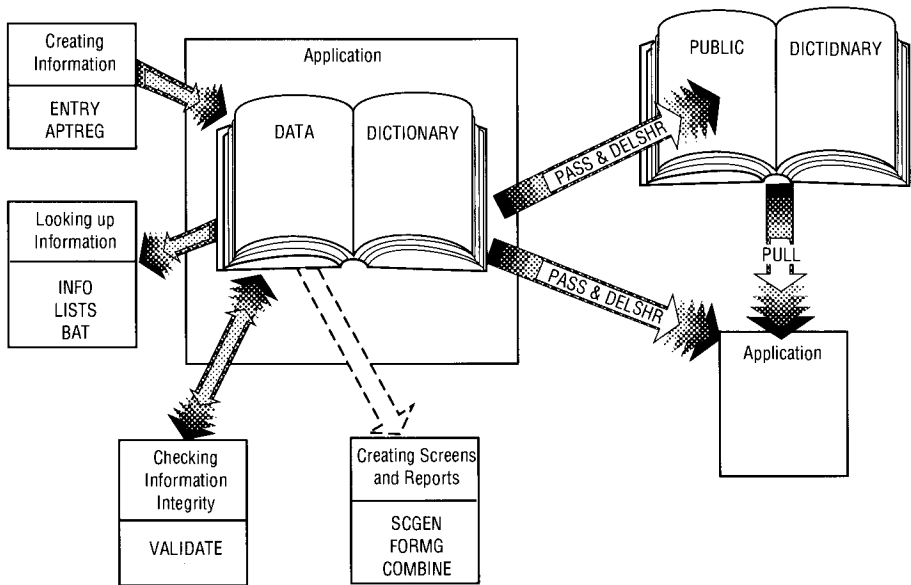 Creating
Information
ENTRY
APTREG
Application
DATA DICTIONARY
PUBLIC DICTIDNARY
PASS & DELSHR
PASS & DELSHR
PULL
Application
Looking up
Information
INFO
LISTS
BAT
Checking
Information
Integrity
VALIDATE
Creating Screens
and Reports
SCGEN
FORMG
COMBINE